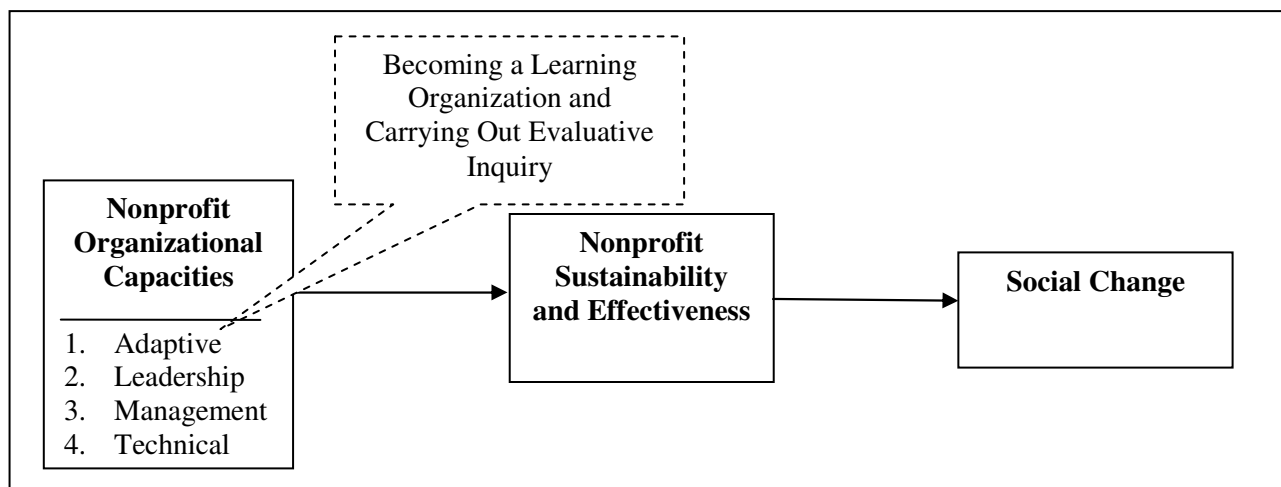 Becoming a Learning
Organization and
Carrying Out Evaluative
Inquiry
Nonprofit
Organizational
Capacities
1. Adaptive
2. Leadership
3. Management
4. Technical
Nonprofit
Sustainability
and Effectiveness
Social Change